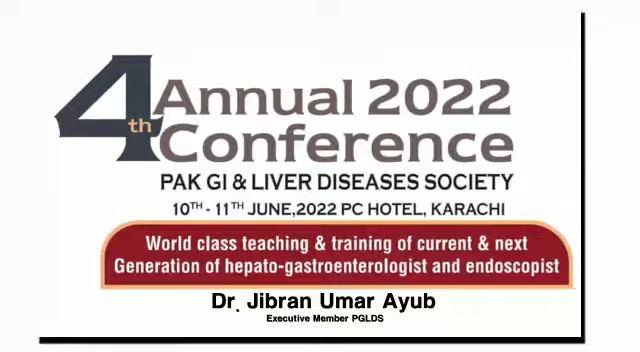 4th Annual 2022
Conference
PAK GI & LIVER DISEASES SOCIETY
10TH - 11TH JUNE,2022 PC HOTEL, KARACHI
World class teaching & training of current & next
Generation of hepato-gastroenterologist and endoscopist
Dr. Jibran Umar Ayub
Executive Member PGLDS